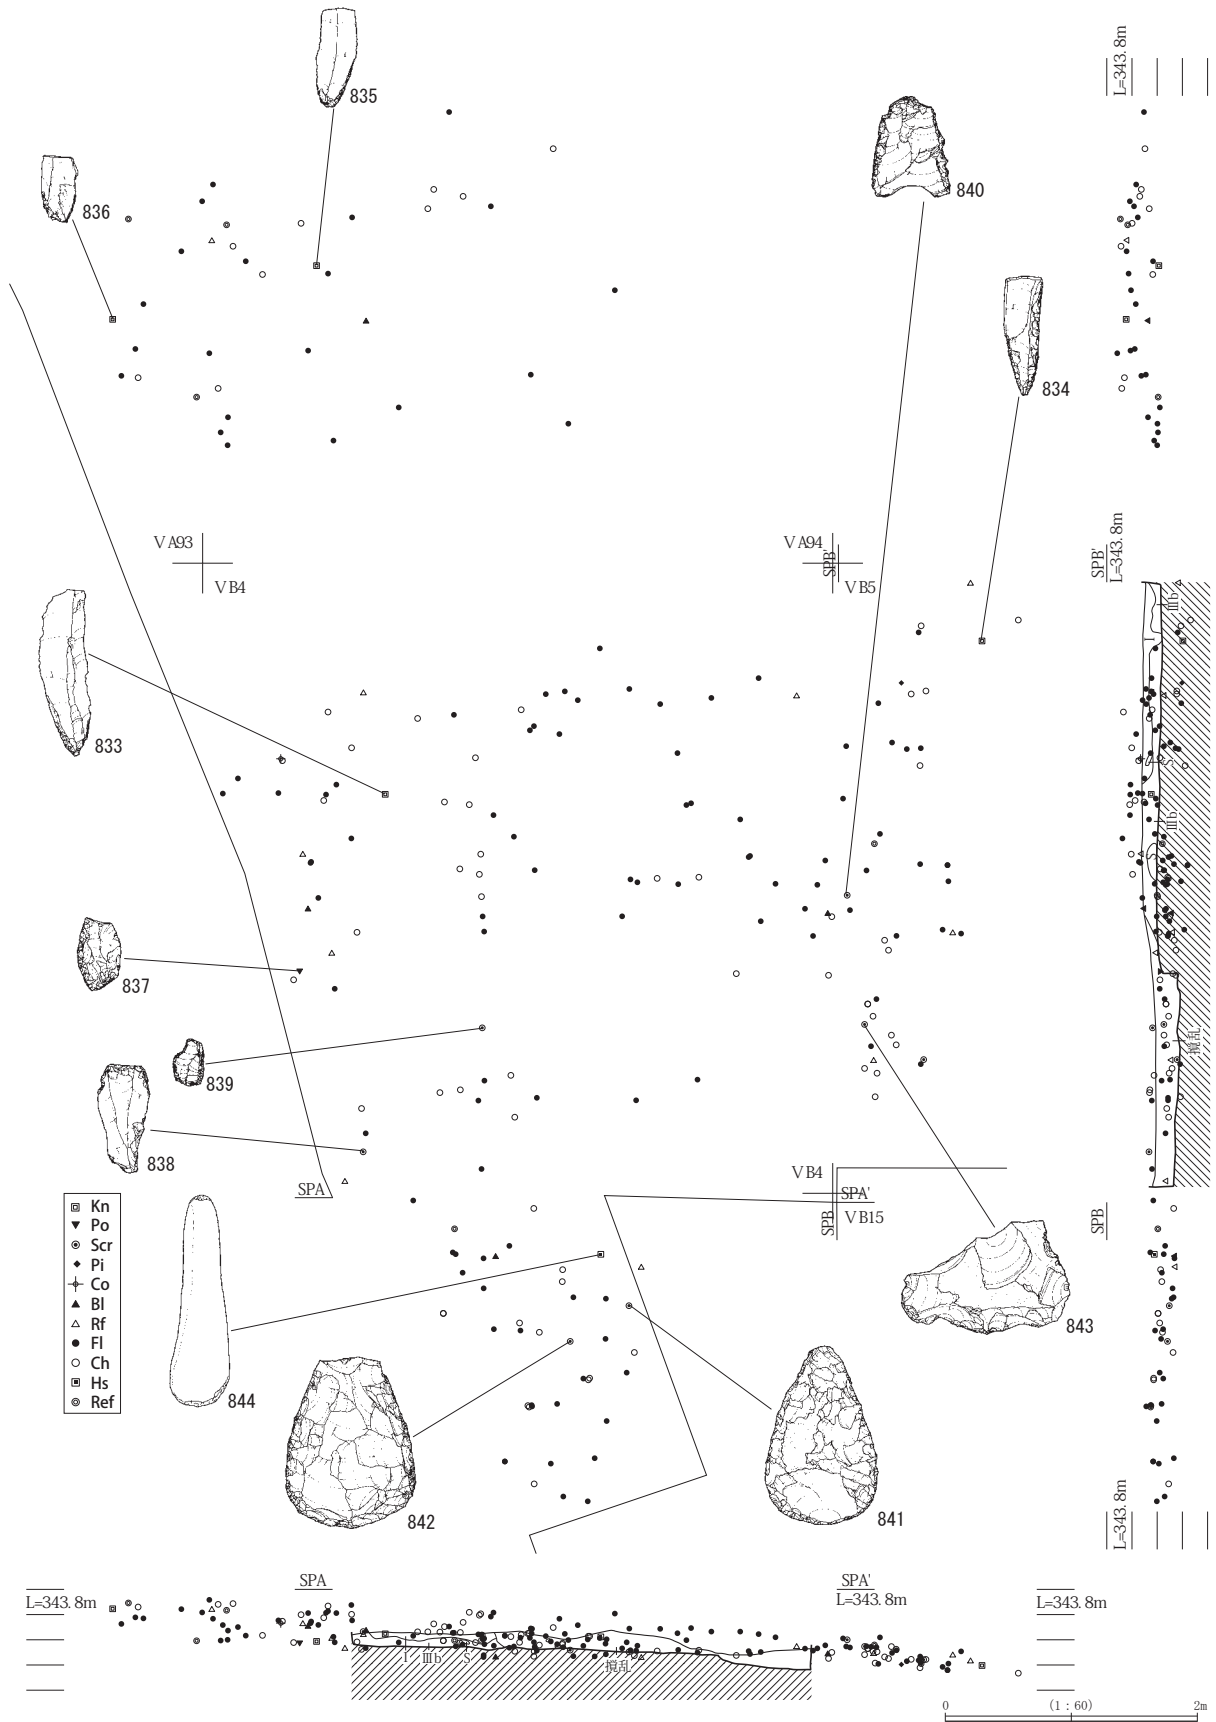 835
L=343.8m
836
840
834
VA93
VB4
VA94
SPB'
VB5
SPB'
L=343.8m
Ⅲb
I
833
S
Ⅲb
S
837
839
撹乱
838
SPA
VB4
SPA'
SPB
VB15
SPB
Kn
Po
Scr
Pi
Co
Bl
Rf
Fl
Ch
Hs
Ref
844
843
842
841
L=343.8m
SPA
SPA'
L=343.8m
L=343.8m
L=343.8m
I
Ⅲb
S
撹乱
0
(1：60)
2m